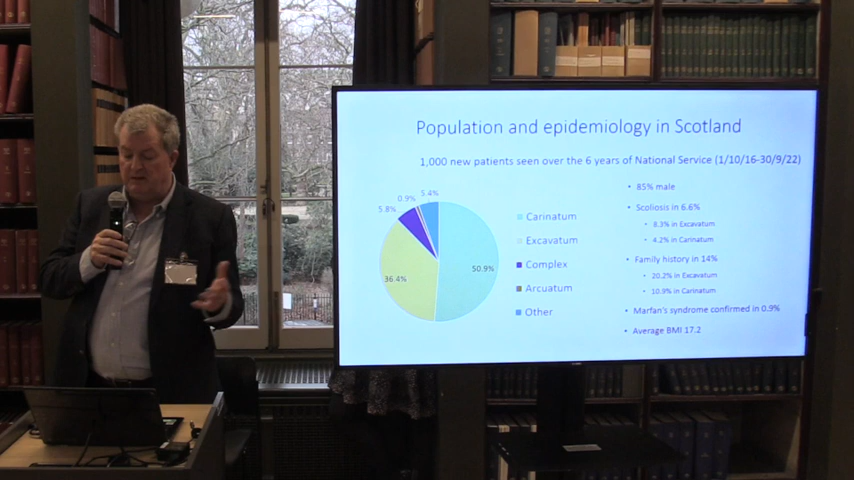 Population and epidemiology in Scotland
1,000 new patients seen over the 6 years of National Service (1/10/16-30/9/22)
5.4%
0.9%
5.8%
36.4%
50.9%
Carinatum
Excavatum
Complex
Arcuatum
Other
• 85% male
• Scoliosis in 6.6%
• 8.3% in Excavatum
• 4.2% in Carinatum
• Family history in 14%
• 20.2% in Excavatum
• 10.9% in Carinatum
• Marfan's syndrome confirmed in 0.9%
• Average BMI 17.2